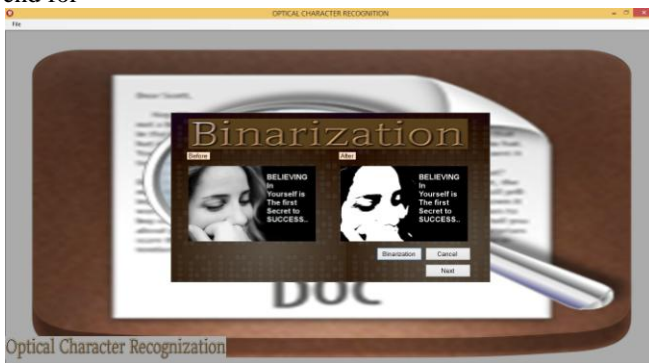 end for
OPTICAL CHARACTER RECOGNITION
File
Binarization
Before
After
BELIEVING
In
Yourself is
The first
Secret to
SUCCESS..
BELIEVING
In
Yourself is
The first
Secret to
SUCCESS..
Binarization
Cancel
Next
DOC
Optical Character Recognization